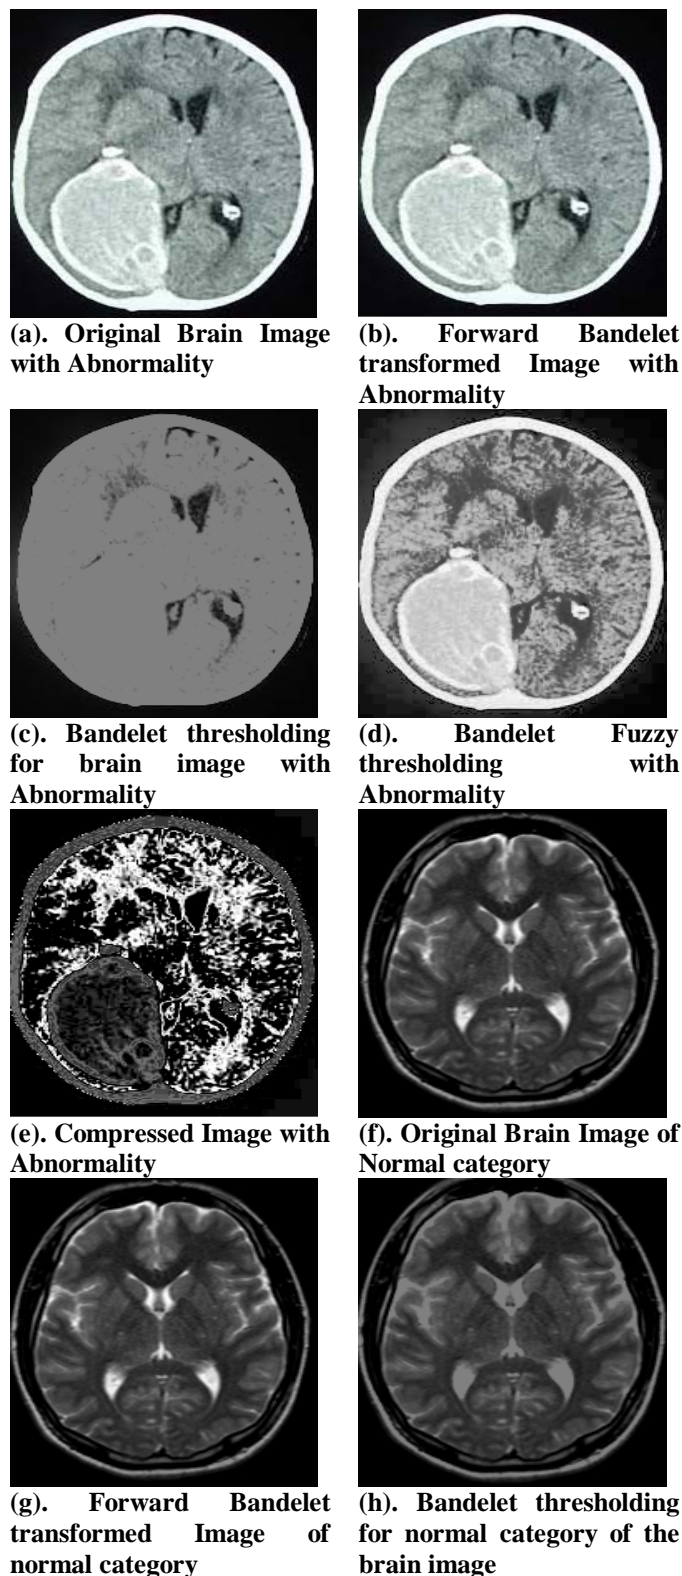 (a). Original Brain Image
with Abnormality
(b). Forward Bandelet
transformed Image with
Abnormality
(c). Bandelet thresholding
for brain image with
Abnormality
(d). Bandelet Fuzzy
thresholding with
Abnormality
(e). Compressed Image with
Abnormality
(f). Original Brain Image of
Normal category
(g). Forward Bandelet
transformed Image of
normal category
(h). Bandelet thresholding
for normal category of the
brain image